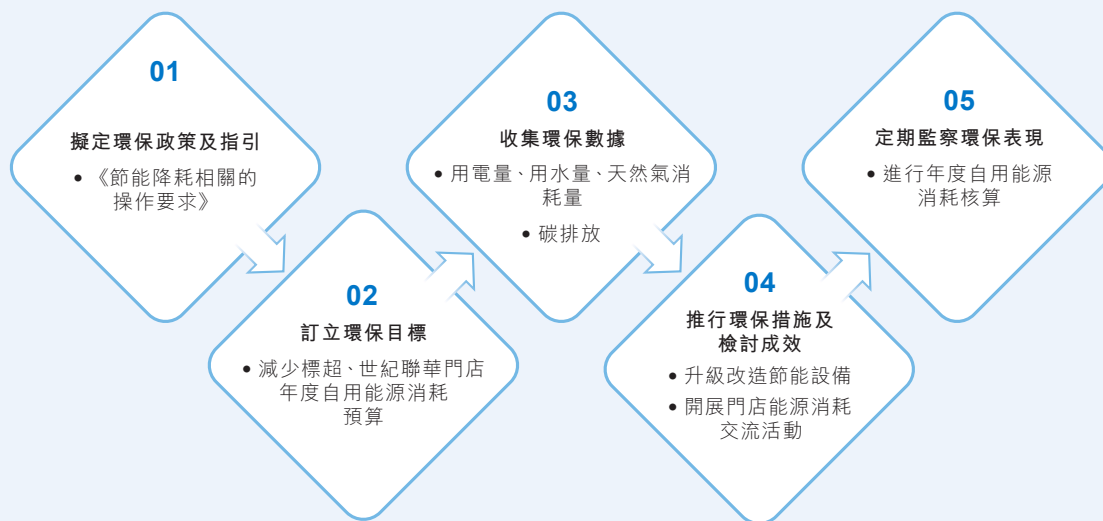 01
擬定環保政策及指引
•《節能降耗相關的
操作要求》
02
訂立環保目標
• 減少標超、世紀聯華門店
年度自用能源消耗
預算
03
收集環保數據
• 用電量、用水量、天然氣消
耗量
• 碳排放
04
推行環保措施及
檢討成效
• 升級改造節能設備
• 開展門店能源消耗
交流活動
05
定期監察環保表現
• 進行年度自用能源
消耗核算